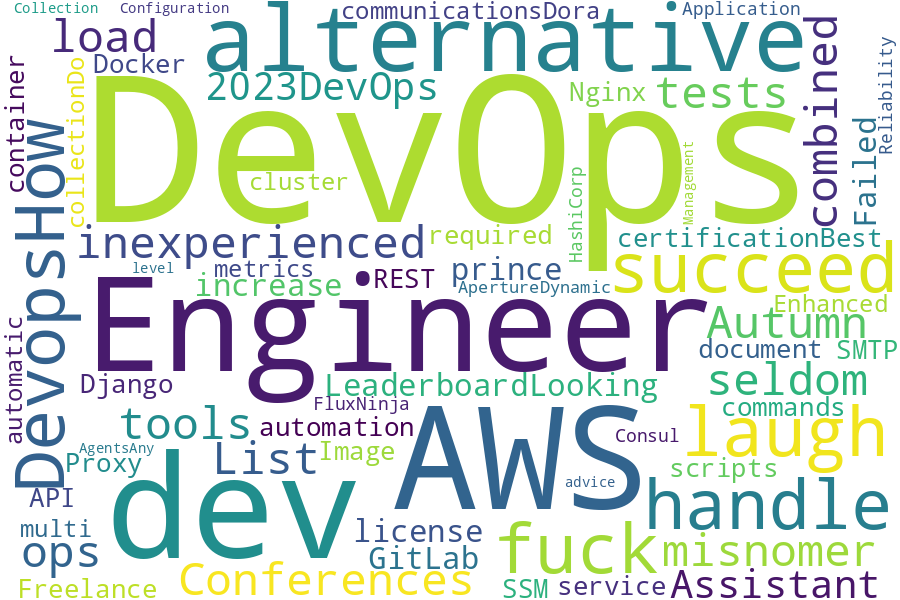 Collection
Configuration
communicationsDora
Application
load
alternative
combined
Docker
2023DevOps
Nginx
tests
Reliability
container
collectionDo
DevOps
Failed
cluster
HashiCorp
Management
DevopsHow
inexperienced
required
certificationBest
level
metrics
REST
prince
succeed
increase
ApertureDynamic
Enhanced
Engineer
Autumn
automatic
document
SMTP
Django
LeaderboardLooking
seldom
FluxNinja
commands
tools
automation
AWS
Consul
laugh
AgentsAny
Proxy
List
Image
scripts
dev
advice
API
handle
multi
license
ops
GitLab
fuck
misnomer
Freelance
Conferences
SSM
service
Assistant